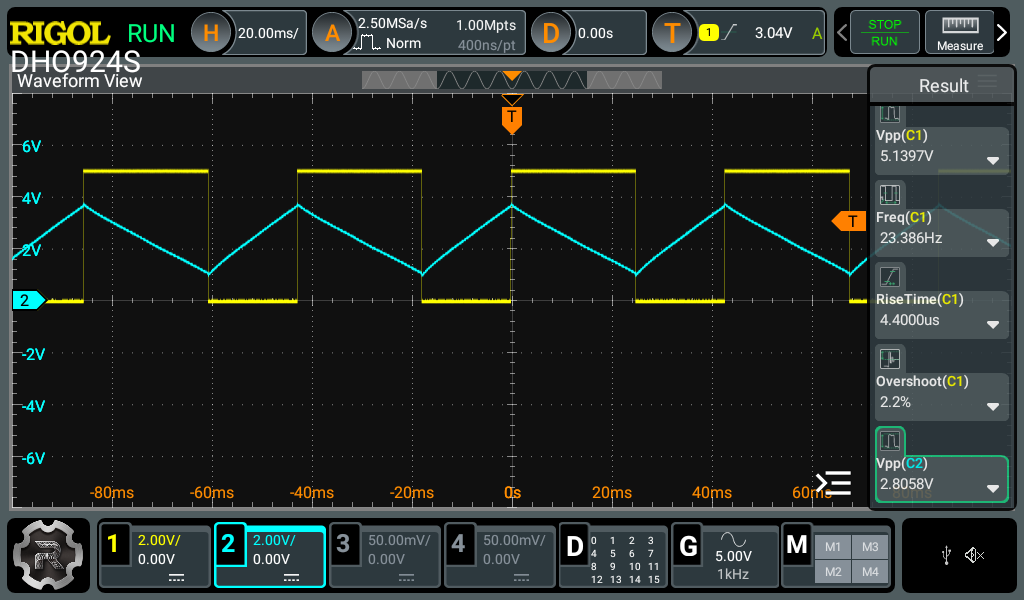 RIGOL RUN H 20.00ms/ A 2.50MSa/s 1.00Mpts D 0.00s T 1 3.04V A STOP
Norm 400ns/pt RUN Measure
DHO924S
Waveform View
Result
T
6V
4V
2V
2
-2V
-4V
-6V
T
-80ms -60ms -40ms -20ms 0s 20ms 40ms 60ms 80ms
Vpp(C1)
5.1397V
Freq(C1)
23.386Hz
RiseTime(C1)
4.4000us
Overshoot(C1)
2.2%
Vpp(C2)
2.8058V
1 2.00V/
0.00V
2 2.00V/
0.00V
3 50.00mV/
0.00V
4 50.00mV/
0.00V
D 0 1 2 3
4 5 6 7
8 9 10 11
12 13 14 15
G 5.00V
1kHz
M M1 M3
M2 M4
R